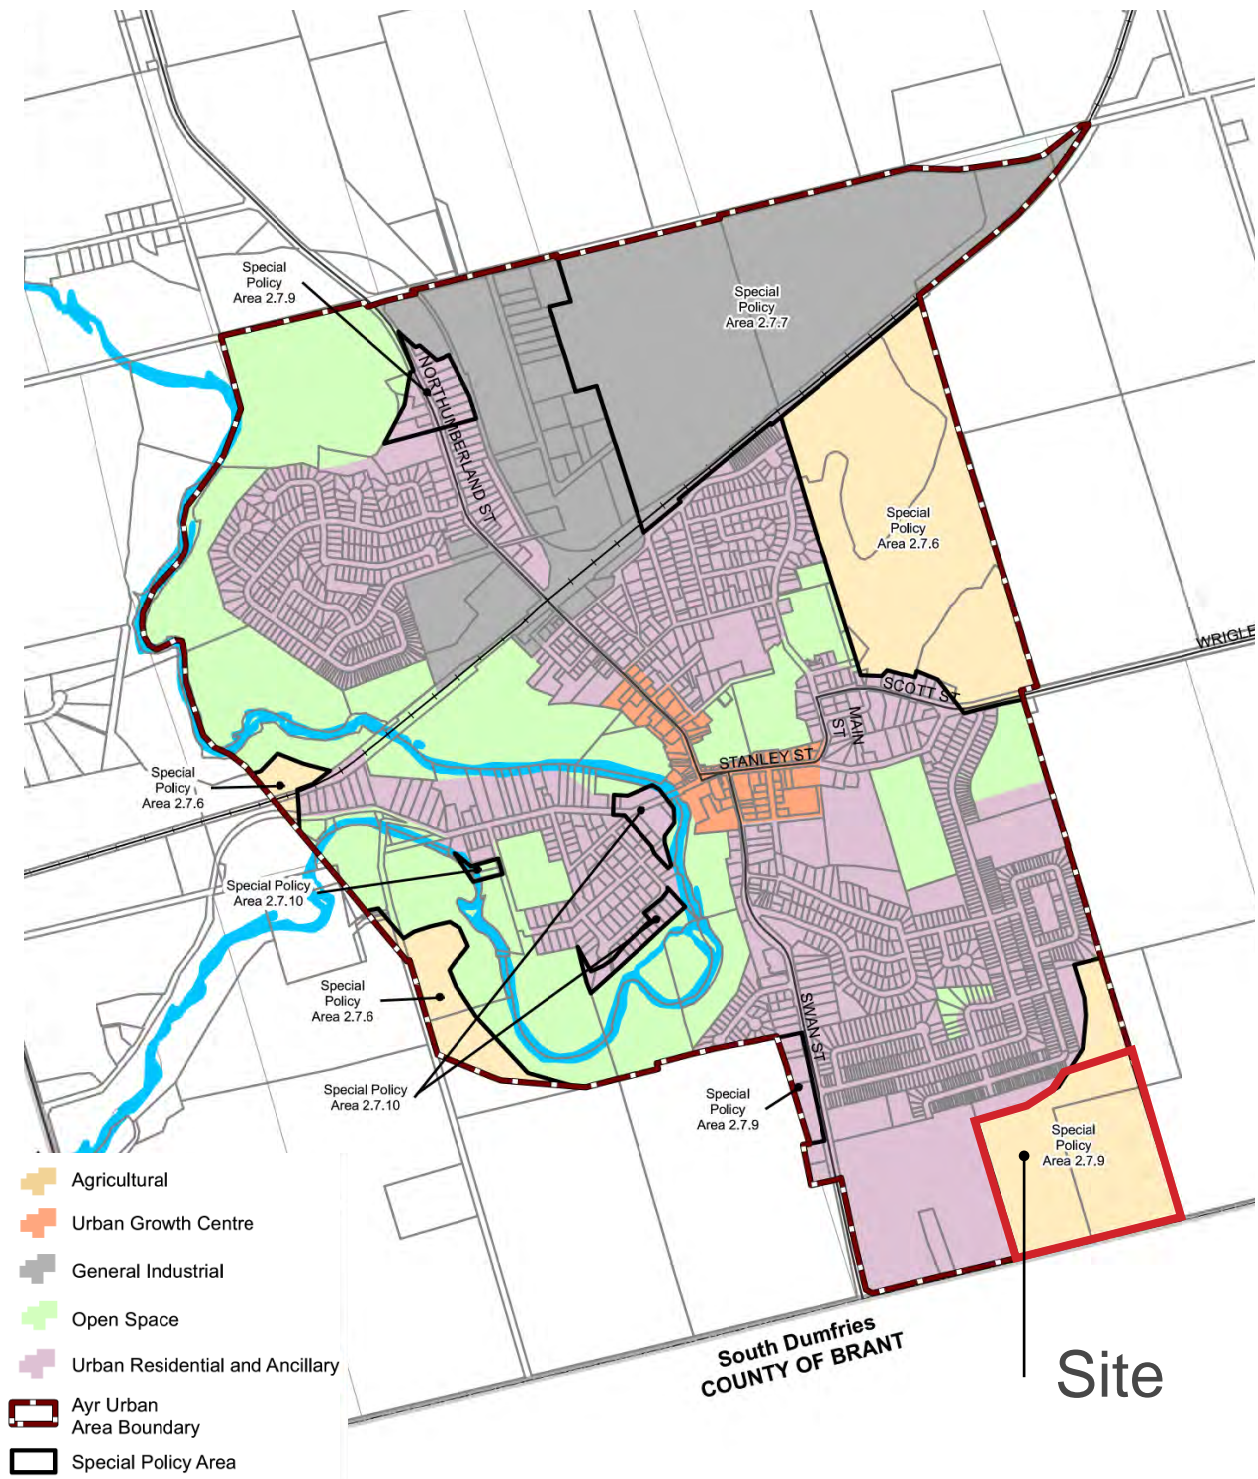 Special
Policy
Area 2.7.9
Special
Policy
Area 2.7.7
NORTHUMBERLAND ST
Special
Policy
Area 2.7.6
WRIGLE
SCOTT ST
MAIN
ST
STANLEY ST
Special
Policy
Area 2.7.6
Special Policy
Area 2.7.10
Special
Policy
Area 2.7.6
SWAN ST
Special Policy
Area 2.7.10
Special
Policy
Area 2.7.9
Special
Policy
Area 2.7.9
Agricultural
Urban Growth Centre
General Industrial
Open Space
Urban Residential and Ancillary
Ayr Urban
Area Boundary
Special Policy Area
South Dumfries
COUNTY OF BRANT
Site